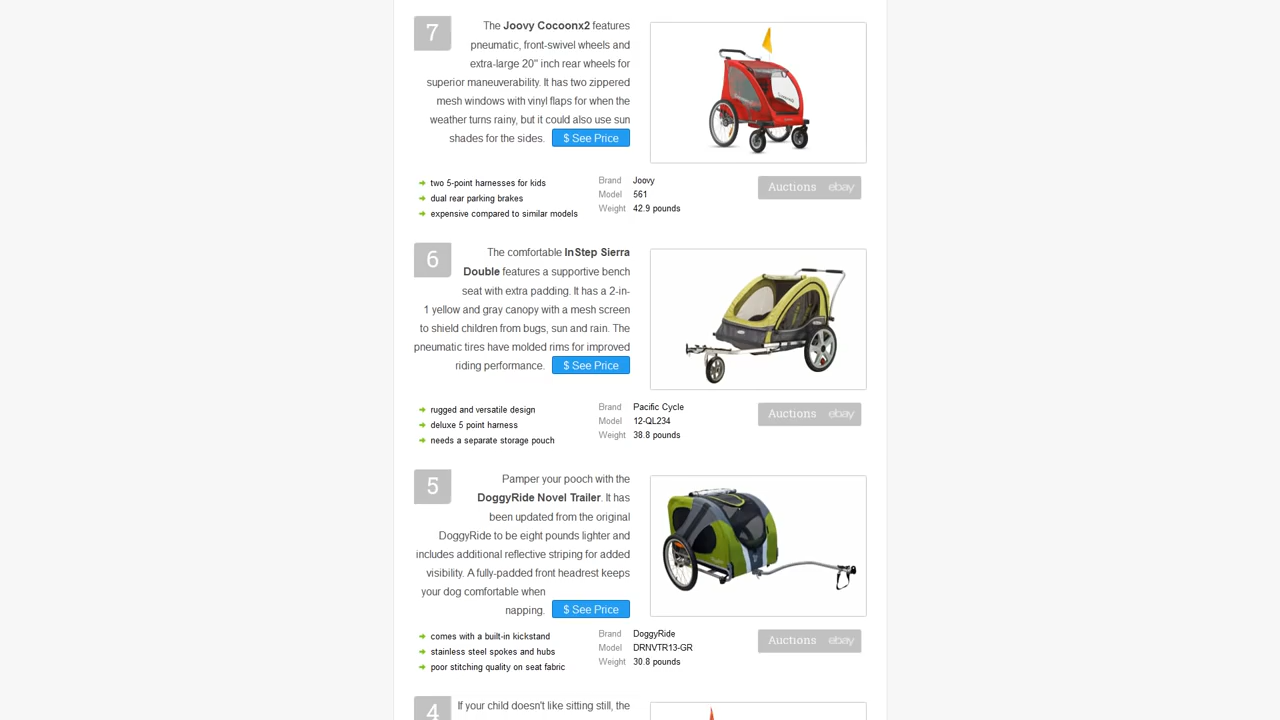 7
The Joovy Cocoonx2 features
pneumatic, front-swivel wheels and
extra-large 20" inch rear wheels for
superior maneuverability. It has two zippered
mesh windows with vinyl flaps for when the
weather turns rainy, but it could also use sun
shades for the sides. $ See Price
two 5-point harnesses for kids
dual rear parking brakes
expensive compared to similar models
Brand Joovy
Model 561
Weight 42.9 pounds
Auctions ebay
6
The comfortable InStep Sierra
Double features a supportive bench
seat with extra padding. It has a 2-in-
1 yellow and gray canopy with a mesh screen
to shield children from bugs, sun and rain. The
pneumatic tires have molded rims for improved
riding performance. $ See Price
rugged and versatile design
deluxe 5 point harness
needs a separate storage pouch
Brand Pacific Cycle
Model 12-QL234
Weight 38.8 pounds
Auctions ebay
5
Pamper your pooch with the
DoggyRide Novel Trailer. It has
been updated from the original
DoggyRide to be eight pounds lighter and
includes additional reflective striping for added
visibility. A fully-padded front headrest keeps
your dog comfortable when
napping. $ See Price
comes with a built-in kickstand
stainless steel spokes and hubs
poor stitching quality on seat fabric
Brand DoggyRide
Model DRNVTR13-GR
Weight 30.8 pounds
Auctions ebay
4
If your child doesn't like sitting still, the